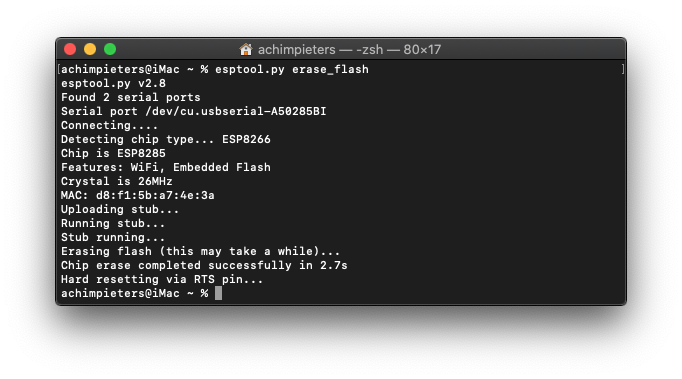 achimpieters — -zsh — 80×17
[achimpieters@iMac ~ % esptool.py erase_flash ]
esptool.py v2.8
Found 2 serial ports
Serial port /dev/cu.usbserial-A50285BI
Connecting....
Detecting chip type... ESP8266
Chip is ESP8285
Features: WiFi, Embedded Flash
Crystal is 26MHz
MAC: d8:f1:5b:a7:4e:3a
Uploading stub...
Running stub...
Stub running...
Erasing flash (this may take a while)...
Chip erase completed successfully in 2.7s
Hard resetting via RTS pin...
achimpieters@iMac ~ %